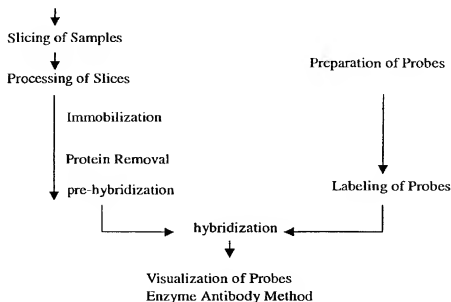 Slicing of Samples
Processing of Slices
Immobilization
Protein Removal
pre-hybridization
Preparation of Probes
Labeling of Probes
hybridization
Visualization of Probes
Enzyme Antibody Method